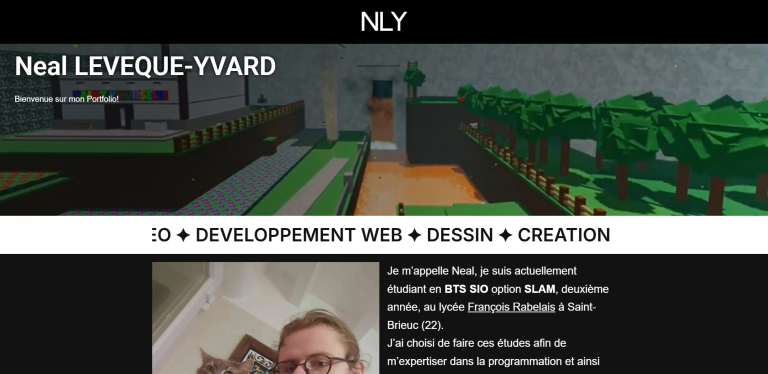 NLY
Neal LEVEQUE-YVARD
Bienvenue sur mon Portfolio!
ÉO ✦ DEVELOPPEMENT WEB ✦ DESSIN ✦ CREATION
Je m'appelle Neal, je suis actuellement
étudiant en BTS SIO option SLAM, deuxième
année, au lycée François Rabelais à Saint-
Brieuc (22).
J'ai choisi de faire ces études afin de
m'expertiser dans la programmation et ainsi